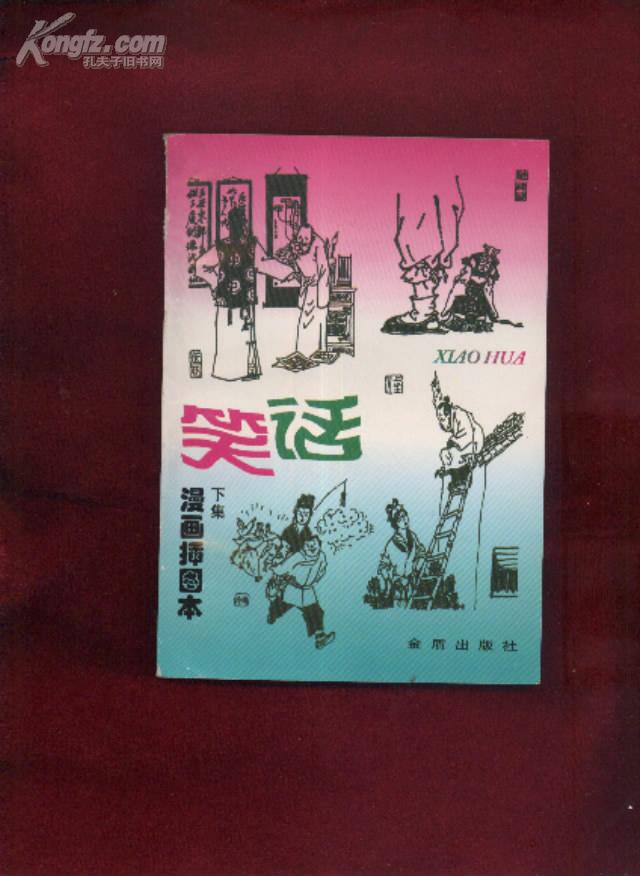 Kongfz.com
孔夫子旧书网
XIAO HUA
笑话
下集
漫画插图本
金盾出版社